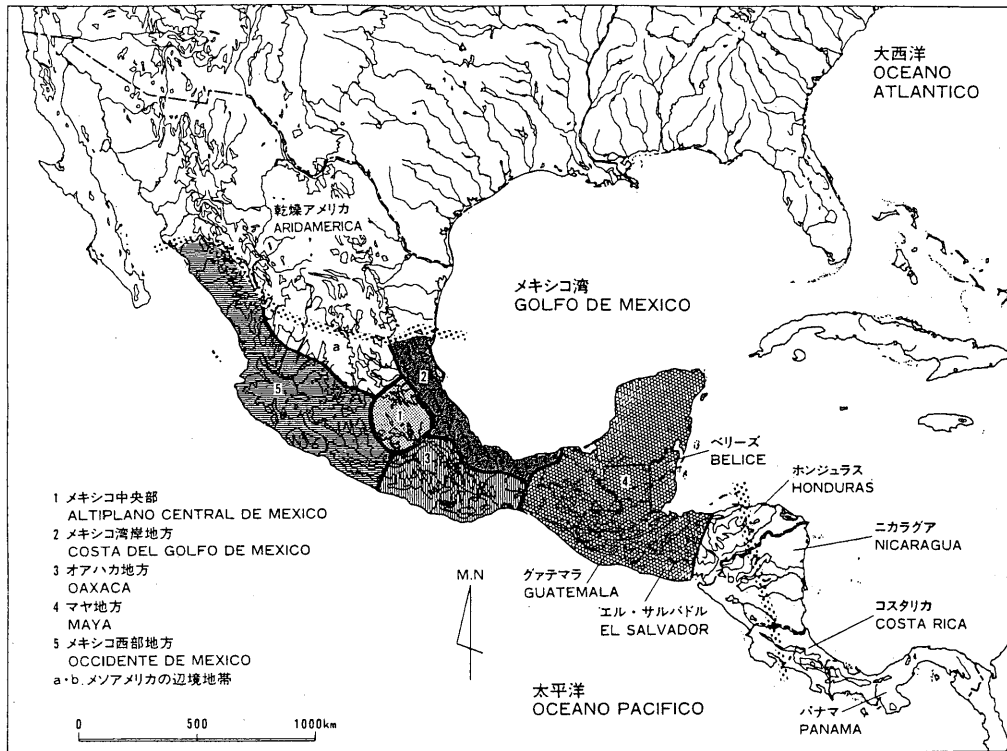 大西洋
OCEANO
ATLANTICO
乾燥アメリカ
ARIDAMERICA
メキシコ湾
GOLFO DE MEXICO
a
2
5
1
3
4
ベリーズ
BELICE
ホンジュラス
HONDURAS
ニカラグア
NICARAGUA
グァテマラ
GUATEMALA
エル・サルバドル
EL SALVADOR
コスタリカ
COSTA RICA
パナマ
PANAMA
M.N
太平洋
OCEANO PACIFICO
1 メキシコ中央部
ALTIPLANO CENTRAL DE MEXICO
2 メキシコ湾岸地方
COSTA DEL GOLFO DE MEXICO
3 オアハカ地方
OAXACA
4 マヤ地方
MAYA
5 メキシコ西部地方
OCCIDENTE DE MEXICO
a・b.メソアメリカの辺境地帯
0 500 1000km